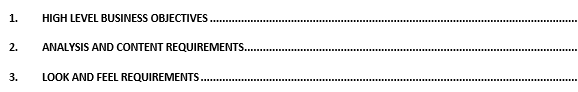 1. HIGH LEVEL BUSINESS OBJECTIVES ..........................................................................................................................
2. ANALYSIS AND CONTENT REQUIREMENTS..............................................................................................................
3. LOOK AND FEEL REQUIREMENTS .............................................................................................................................